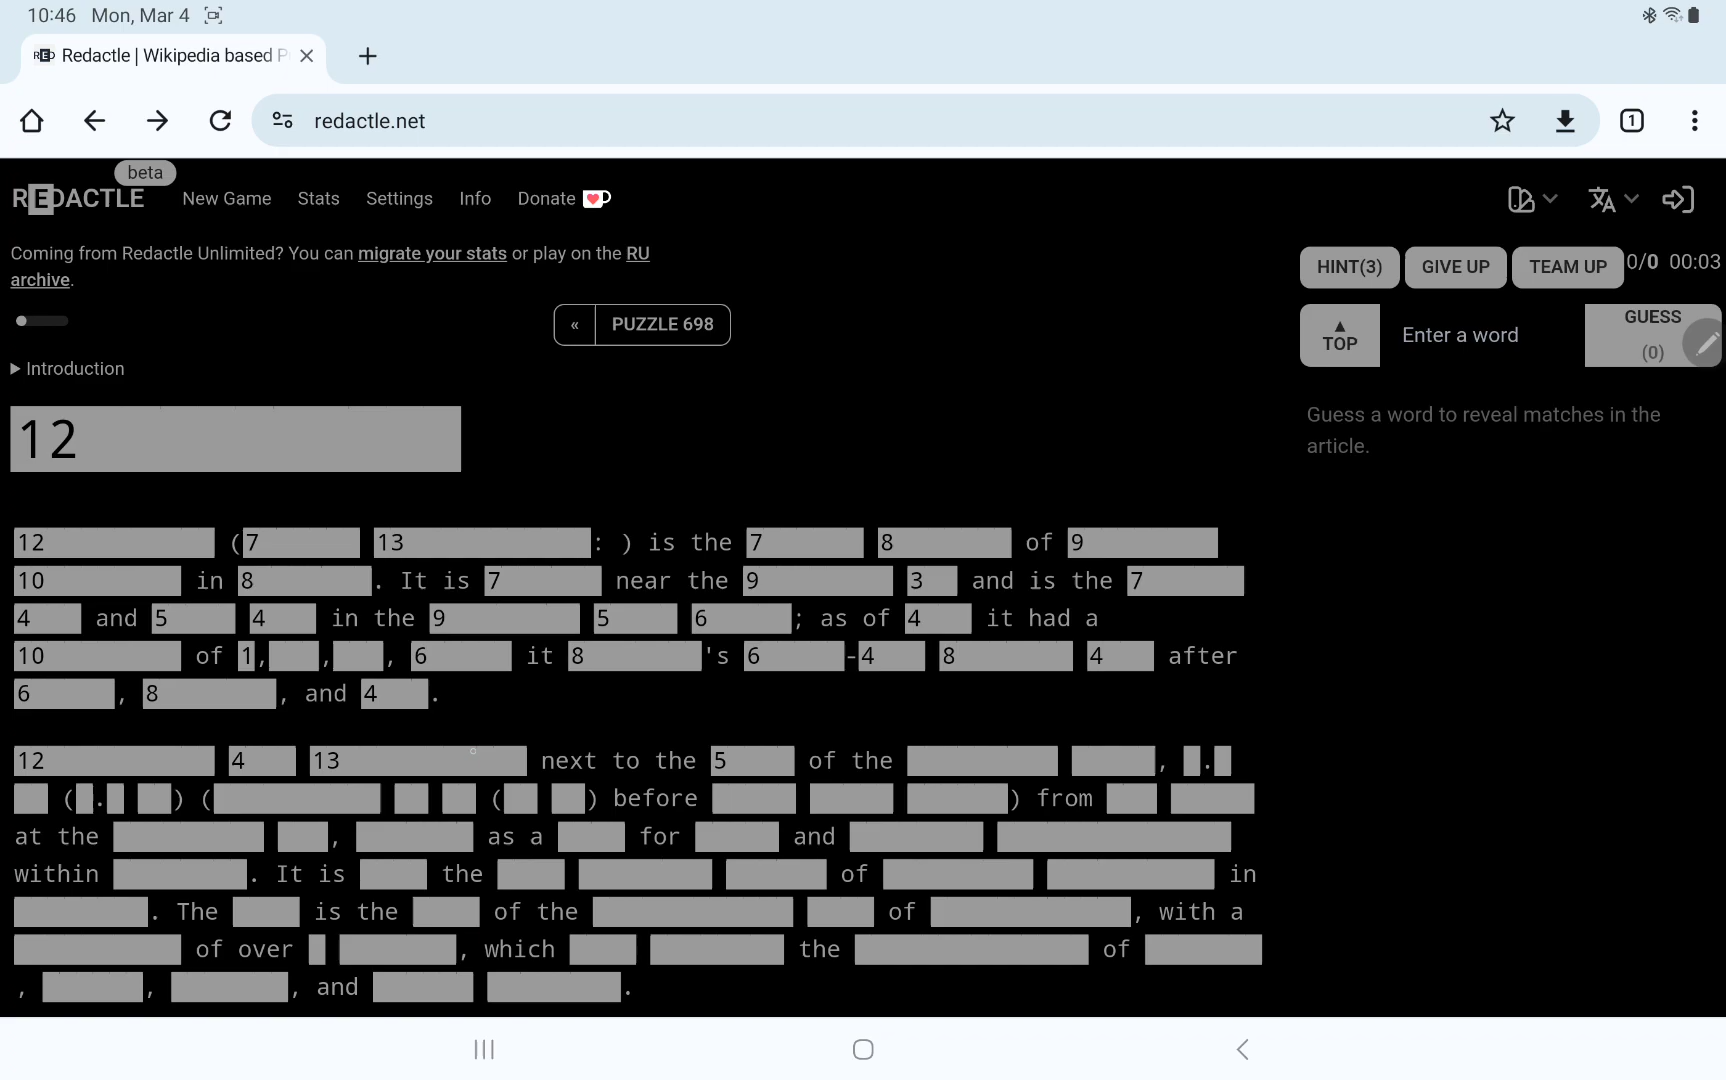 10:46 Mon, Mar 4
RED Redactle | Wikipedia based P
redactle.net
1
beta
REDACTLE New Game Stats Settings Info Donate
Coming from Redactle Unlimited? You can migrate your stats or play on the RU
archive.
HINT(3) GIVE UP TEAM UP 0/0 00:03
« PUZZLE 698
▲ TOP Enter a word GUESS (0)
▶ Introduction
12
Guess a word to reveal matches in the
article.
12 (7 13: ) is the 7 8 of 9
10 in 8. It is 7 near the 9 3 and is the 7
4 and 5 4 in the 9 5 6; as of 4 it had a
10 of 1, , , 6 it 8's 6-4 8 4 after
6, 8, and 4.
12 4 13 next to the 5 of the , .
( . ) ( ( ) before ) from
at the , as a for and
within . It is the of in
. The is the of the of , with a
of over , which the of
, , , and .